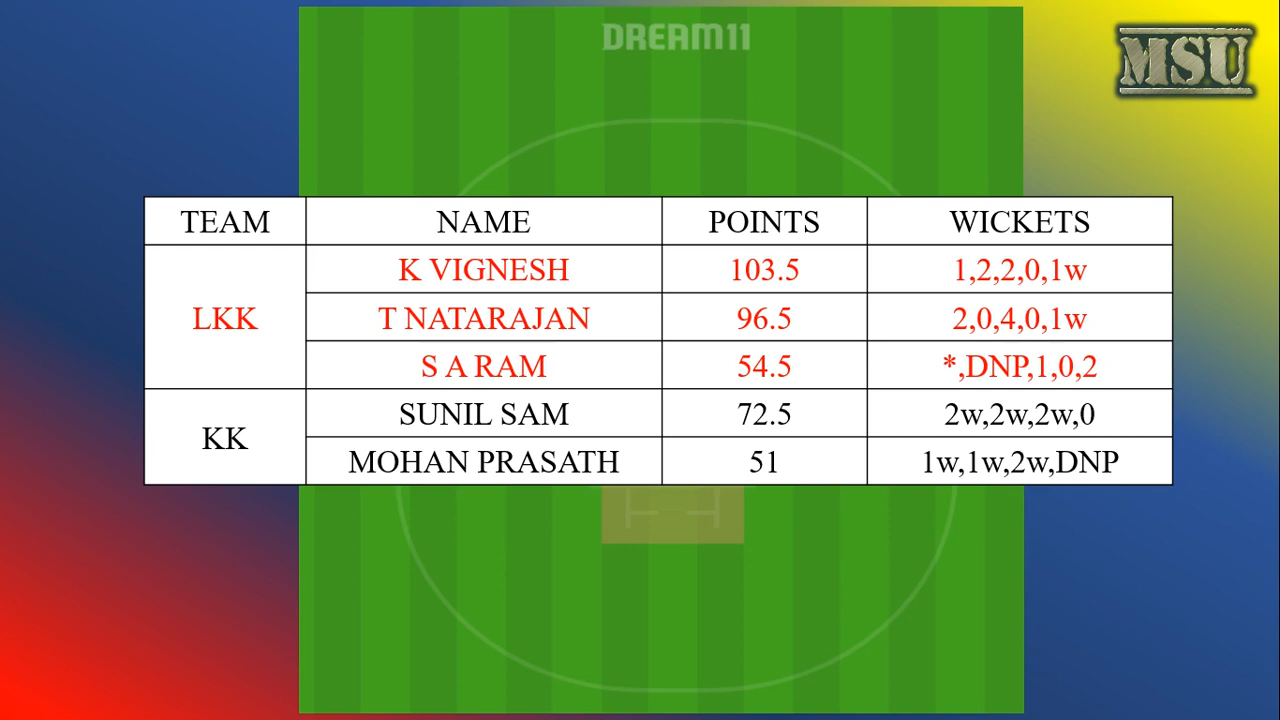 DREAM11
MSU
TEAM NAME POINTS WICKETS
LKK
K VIGNESH 103.5 1,2,2,0,1w
T NATARAJAN 96.5 2,0,4,0,1w
S A RAM 54.5 *,DNP,1,0,2
KK
SUNIL SAM 72.5 2w,2w,2w,0
MOHAN PRASATH 51 1w,1w,2w,DNP